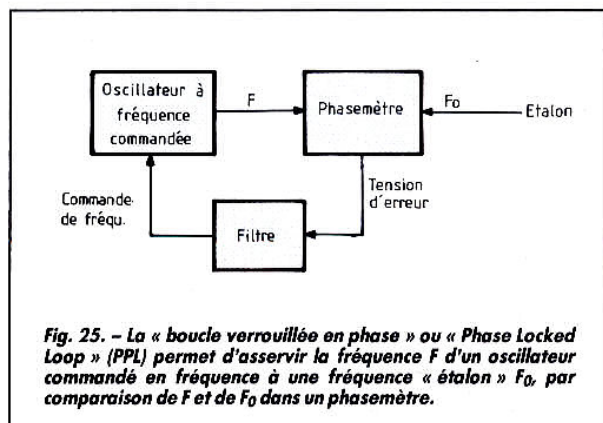 Oscillateur à
fréquence
commandée
F
Phasemètre
F₀
Etalon
Commande
de fréqu.
Tension
d'erreur
Filtre
Fig. 25. – La « boucle verrouillée en phase » ou « Phase Locked
Loop » (PPL) permet d'asservir la fréquence F d'un oscillateur
commandé en fréquence à une fréquence « étalon » F₀, par
comparaison de F et de F₀ dans un phasemètre.